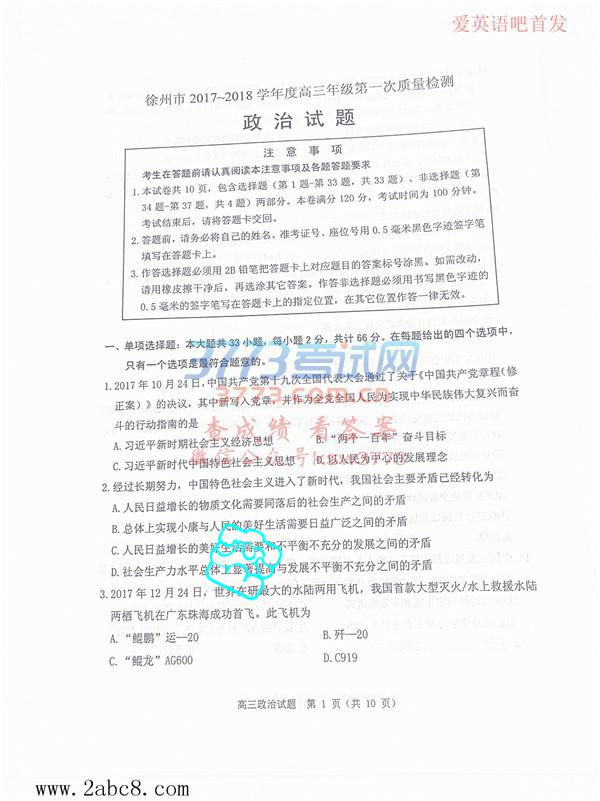 爱英语吧首发
徐州市 2017~2018 学年度高三年级第一次质量检测
政 治 试 题
注 意 事 项
考生在答题前请认真阅读本注意事项及各题答题要求
1.本试卷共 10 页，包含选择题（第 1 题-第 33 题，共 33 题）、非选择题（第
34 题-第 37 题，共 4 题）两部分。本卷满分 120 分，考试时间为 100 分钟。
考试结束后，请将答题卡交回。
2.答题前，请务必将自己的姓名、准考证号、座位号用 0.5 毫米黑色字迹签字笔
填写在答题卡上。
3.作答选择题必须用 2B 铅笔把答题卡上对应题目的答案标号涂黑。如需改动，
请用橡皮擦干净后，再选涂其它答案。作答非选择题必须用书写黑色字迹的
0.5 毫米的签字笔写在答题卡上的指定位置，在其它位置作答一律无效。
一、单项选择题：本大题共 33 小题，每小题 2 分，共计 66 分。在每题给出的四个选项中，
只有一个选项是最符合题意的。
3773考试网
1.2017 年 10 月 24 日，中国共产党第十九次全国代表大会通过了关于《中国共产党章程（修
3773.com.cn
正案）》的决议，其中新写入党章，并作为全党全国人民为实现中华民族伟大复兴而奋
斗的行动指南的是
查成绩 看答案
A.习近平新时期社会主义经济思想 B."两个一百年"奋斗目标
微信公众号
C.习近平新时代中国特色社会主义思想 D.以人民为中心的发展理念
2.经过长期努力，中国特色社会主义进入了新时代，我国社会主要矛盾已经转化为
A.人民日益增长的物质文化需要同落后的社会生产之间的矛盾
B.总体上实现小康与人民的美好生活需要日益广泛之间的矛盾
C.人民日益增长的美好生活需要和不平衡不充分的发展之间的矛盾
D.社会生产力水平总体上显著提高与发展不平衡不充分之间的矛盾
3.2017 年 12 月 24 日，世界在研最大的水陆两用飞机，我国首款大型灭火/水上救援水陆
两栖飞机在广东珠海成功首飞。此飞机为
A."鲲鹏"运—20 B.歼—20
C."鲲龙"AG600 D.C919
高三政治试题 第 1 页（共 10 页）
www.2abc8.com